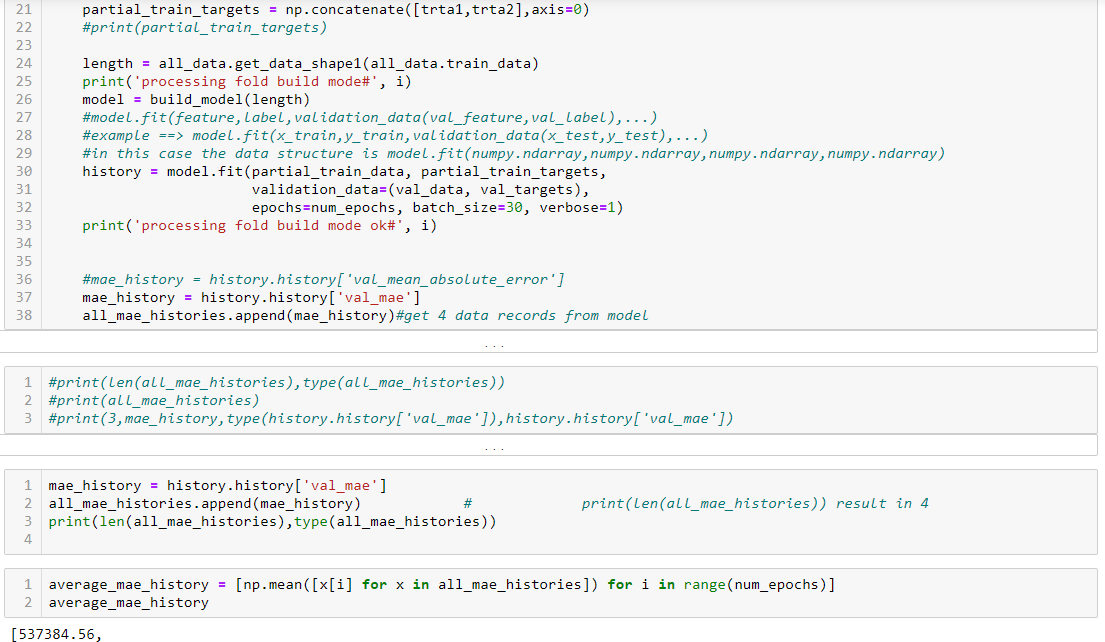 21 partial_train_targets = np.concatenate([trta1,trta2],axis=0)
22 #print(partial_train_targets)
23
24 length = all_data.get_data_shape1(all_data.train_data)
25 print('processing fold build mode#', i)
26 model = build_model(length)
27 #model.fit(feature,label,validation_data(val_feature,val_label),...)
28 #example ==> model.fit(x_train,y_train,validation_data(x_test,y_test),...)
29 #in this case the data structure is model.fit(numpy.ndarray,numpy.ndarray,numpy.ndarray,numpy.ndarray)
30 history = model.fit(partial_train_data, partial_train_targets,
31 validation_data=(val_data, val_targets),
32 epochs=num_epochs, batch_size=30, verbose=1)
33 print('processing fold build mode ok#', i)
34
35
36 #mae_history = history.history['val_mean_absolute_error']
37 mae_history = history.history['val_mae']
38 all_mae_histories.append(mae_history)#get 4 data records from model
...
1 #print(len(all_mae_histories),type(all_mae_histories))
2 #print(all_mae_histories)
3 #print(3,mae_history,type(history.history['val_mae']),history.history['val_mae'])
...
1 mae_history = history.history['val_mae']
2 all_mae_histories.append(mae_history) # print(len(all_mae_histories)) result in 4
3 print(len(all_mae_histories),type(all_mae_histories))
4
1 average_mae_history = [np.mean([x[i] for x in all_mae_histories]) for i in range(num_epochs)]
2 average_mae_history
[537384.56,